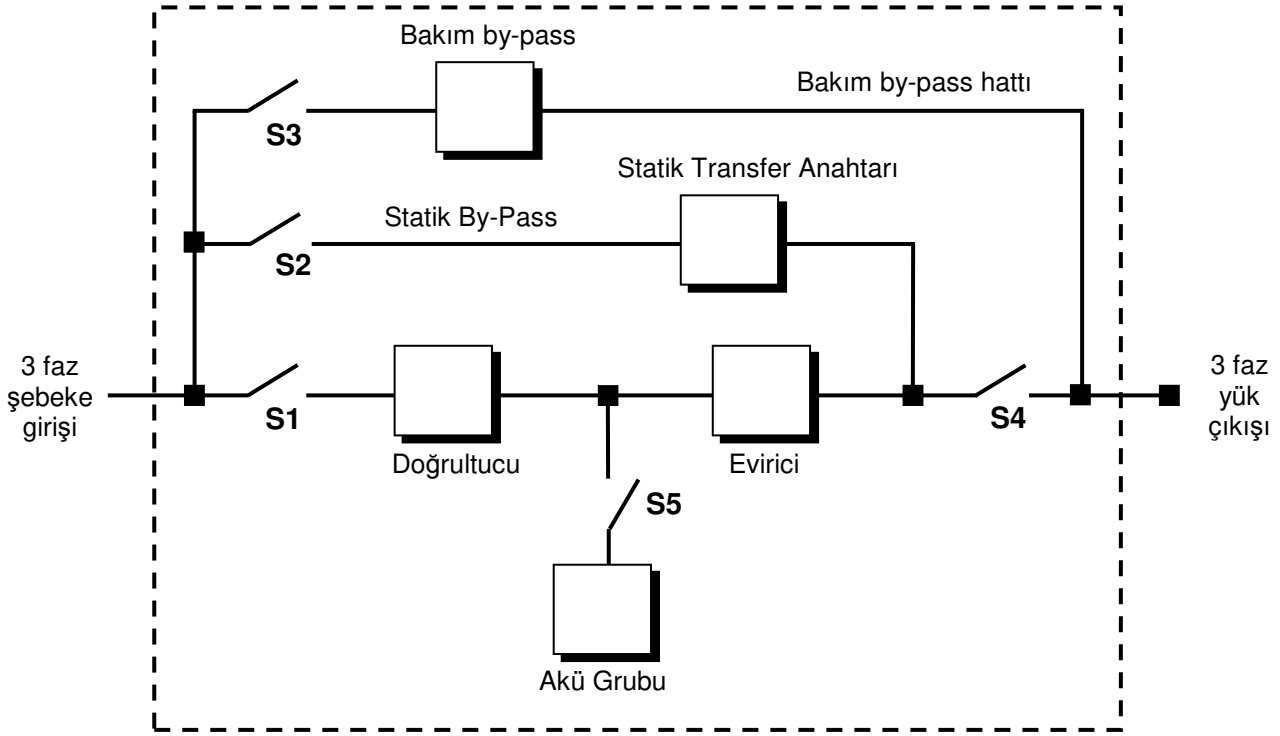 Bakım by-pass
Bakım by-pass hattı
S3
Statik Transfer Anahtarı
Statik By-Pass
S2
3 faz
şebeke
girişi
S1
Doğrultucu
Evirici
S4
3 faz
yük
çıkışı
S5
Akü Grubu